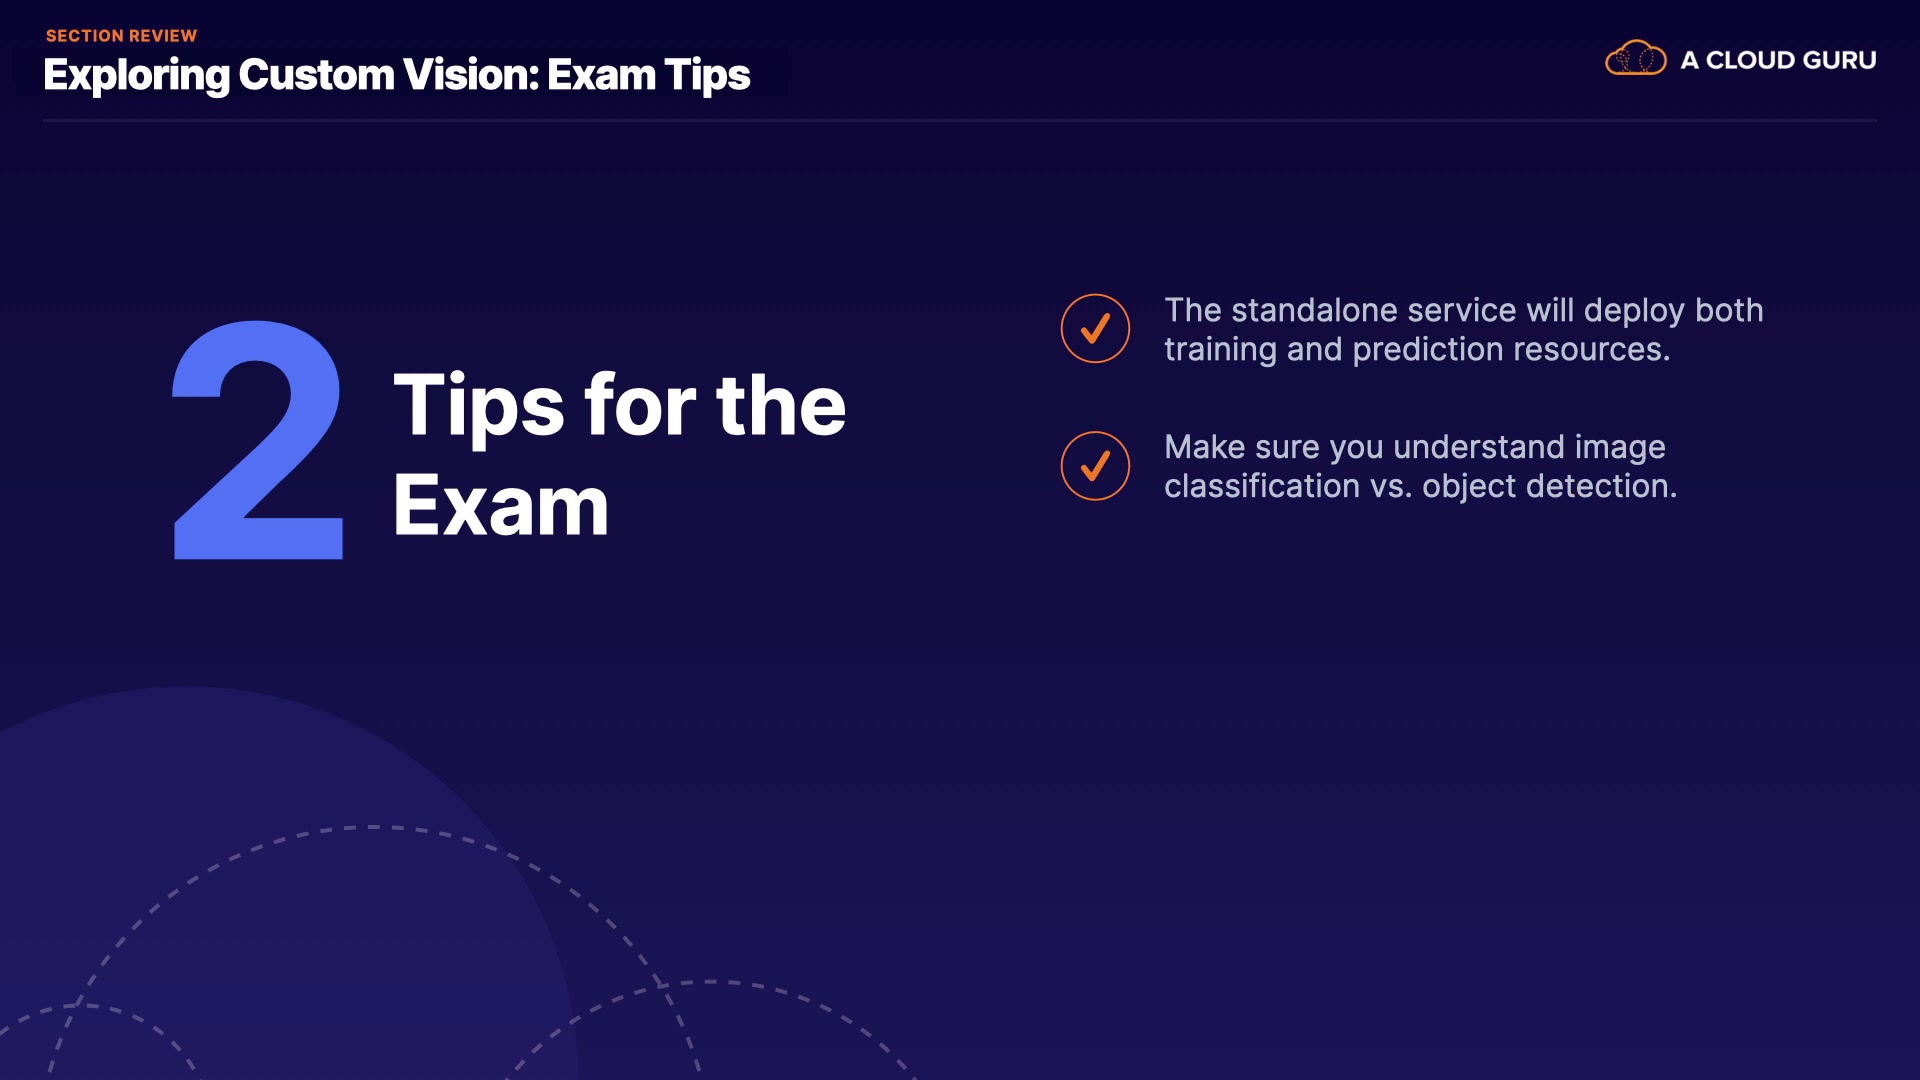 SECTION REVIEW
Exploring Custom Vision: Exam Tips
A CLOUD GURU
2
Tips for the
Exam
The standalone service will deploy both
training and prediction resources.
Make sure you understand image
classification vs. object detection.